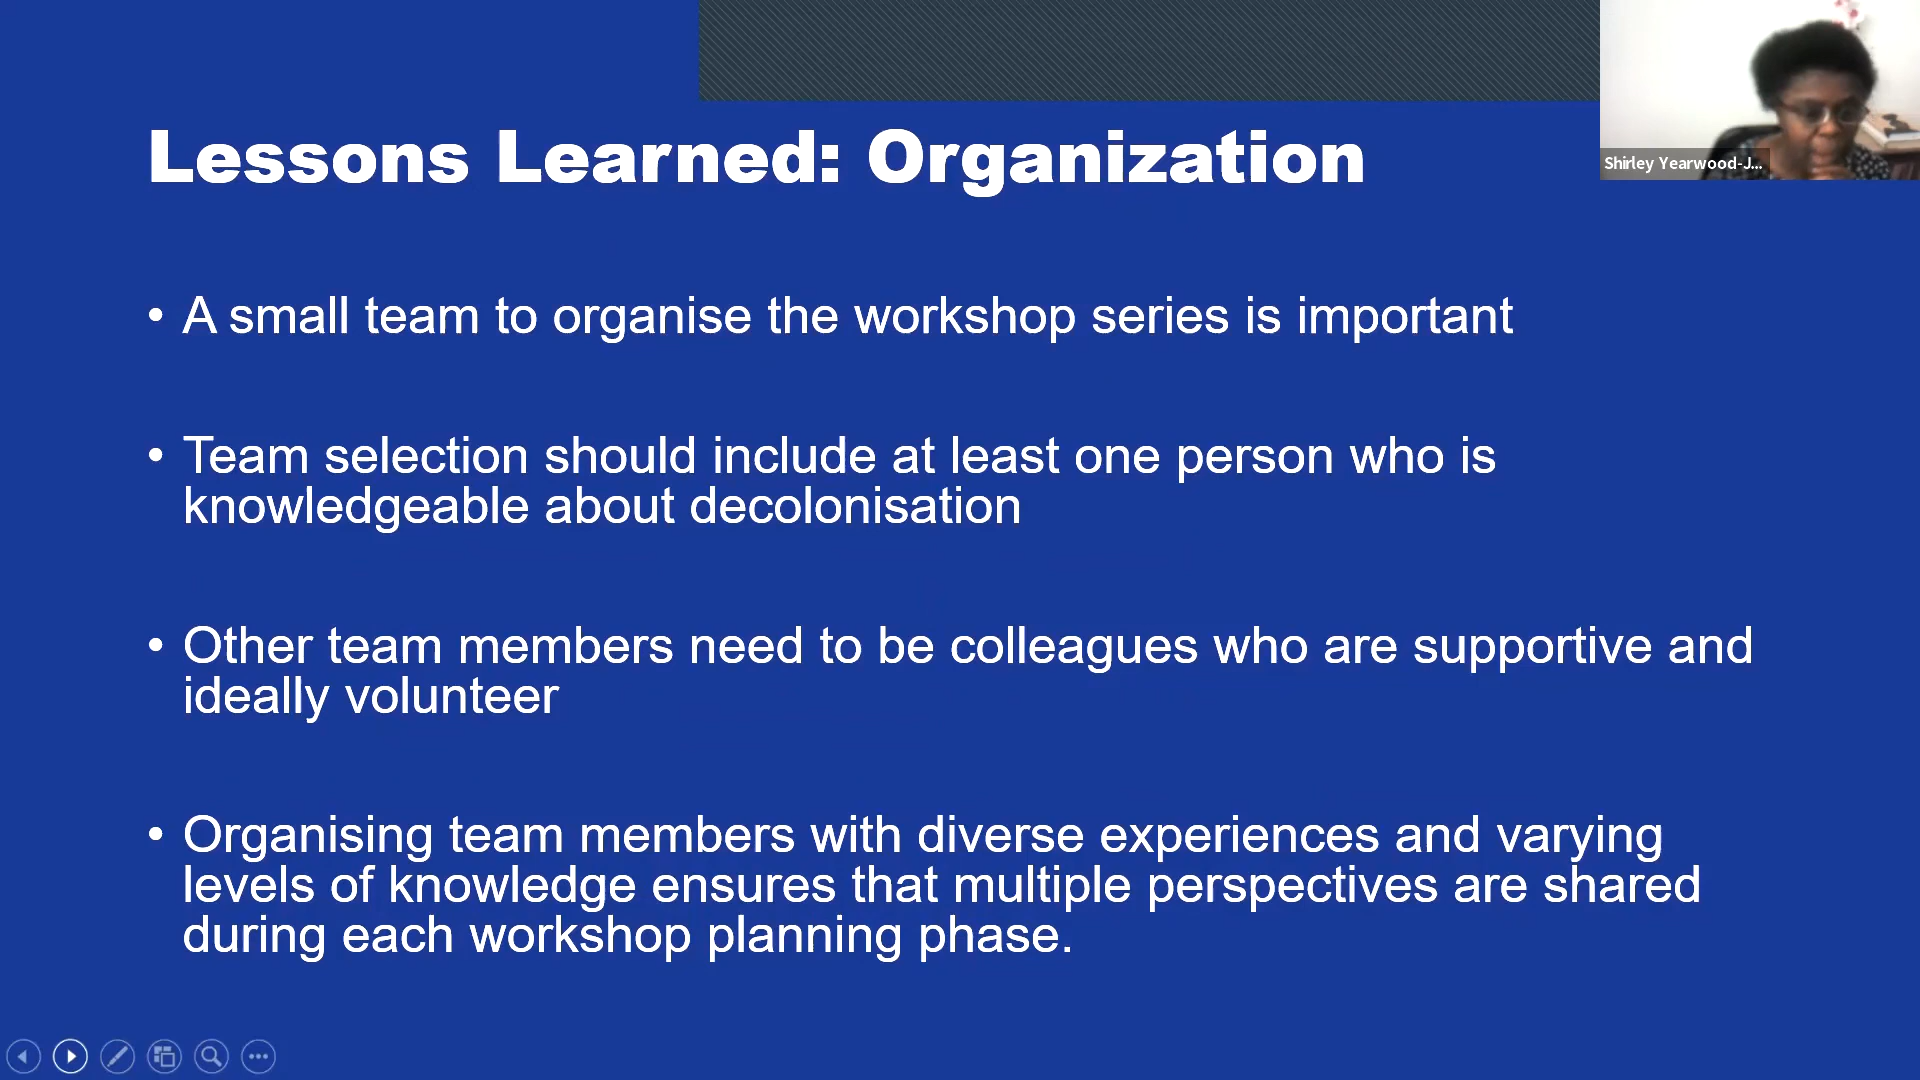 Lessons Learned: Organization
Shirley Yearwood-J...
• A small team to organise the workshop series is important
• Team selection should include at least one person who is
knowledgeable about decolonisation
• Other team members need to be colleagues who are supportive and
ideally volunteer
• Organising team members with diverse experiences and varying
levels of knowledge ensures that multiple perspectives are shared
during each workshop planning phase.